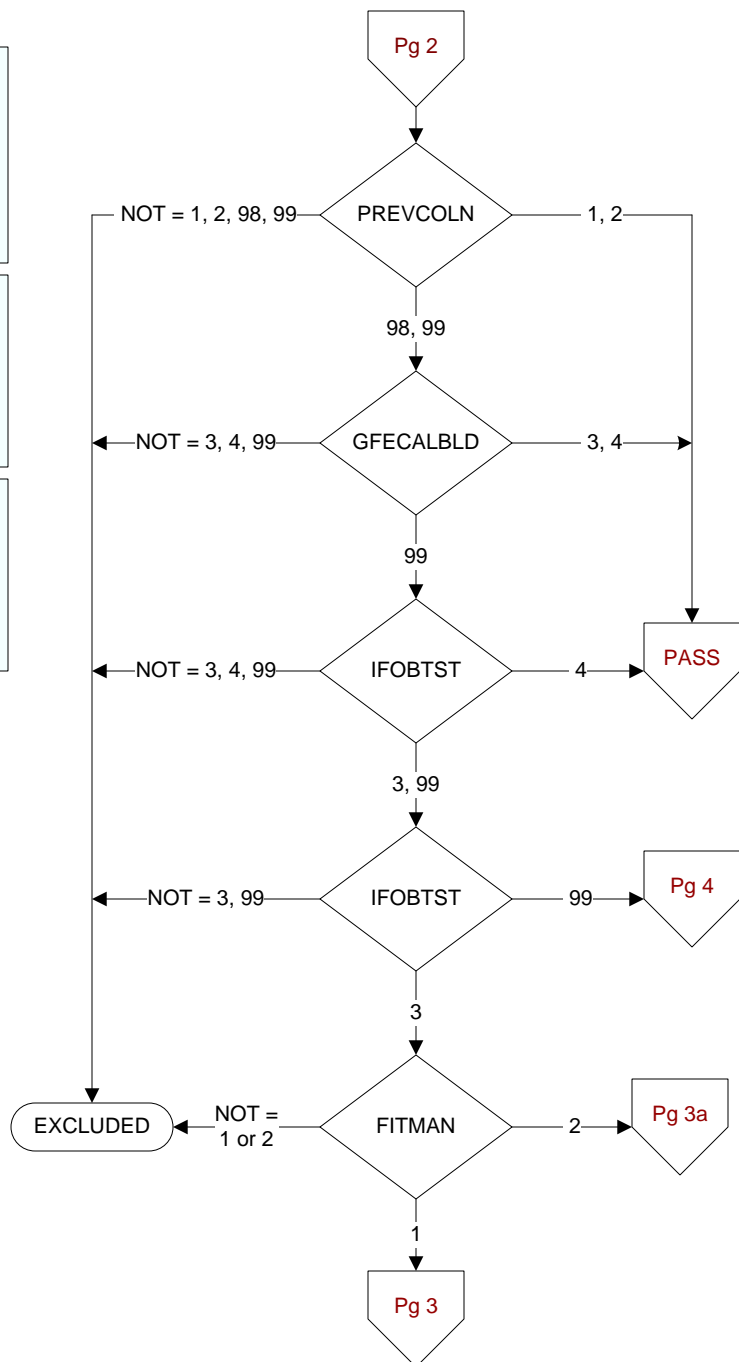 Pg 2
NOT = 1, 2, 98, 99
PREVCOLN
1, 2
98, 99
NOT = 3, 4, 99
GFECALBLD
3, 4
99
NOT = 3, 4, 99
IFOBTST
4
PASS
3, 99
NOT = 3, 99
IFOBTST
99
Pg 4
3
EXCLUDED
NOT =
1 or 2
FITMAN
2
Pg 3a
1
Pg 3